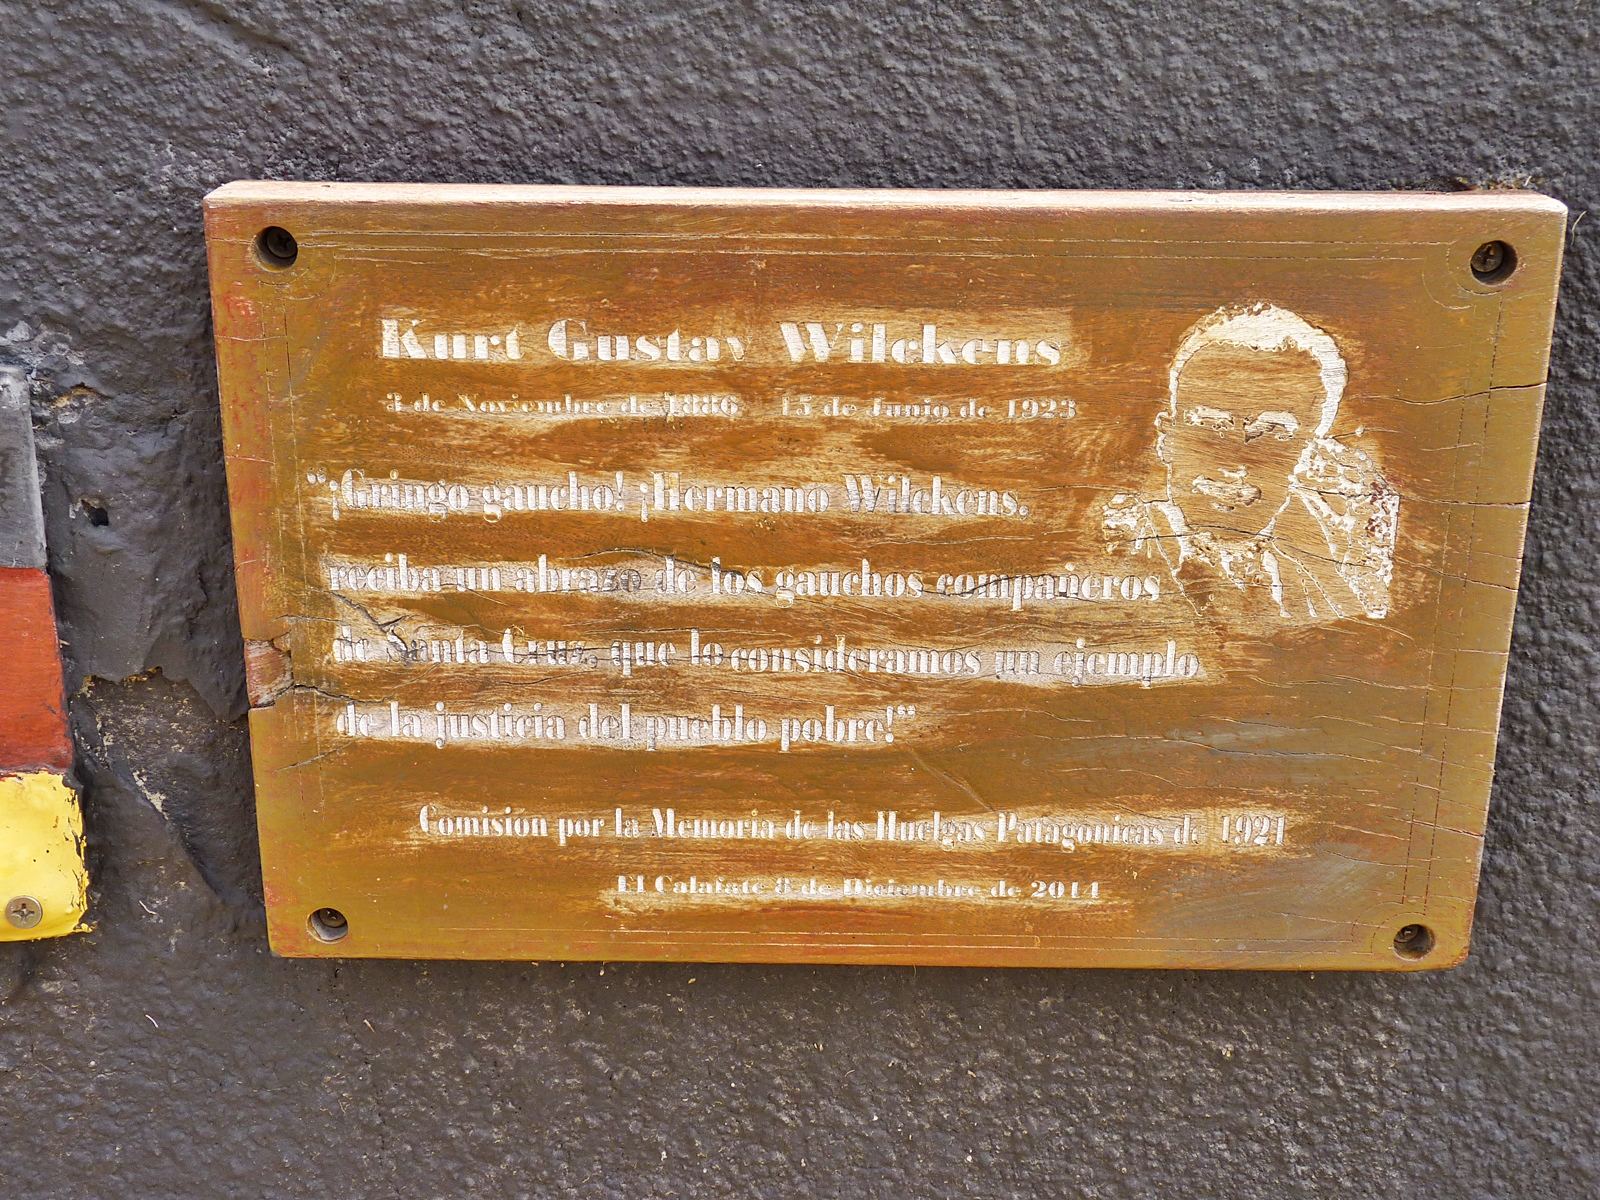 Kurt Gustav Wilckens
3 de Noviembre de 1886 15 de Junio de 1923
“¡Gringo gaucho! ¡Hermano Wilckens.
reciba un abrazo de los gauchos compañeros
de Santa Cruz, que lo consideramos un ejemplo
de la justicia del pueblo pobre!“
Comisión por la Memoria de las Huelgas Patagonicas de 1921
El Calafate 8 de Diciembre de 2014